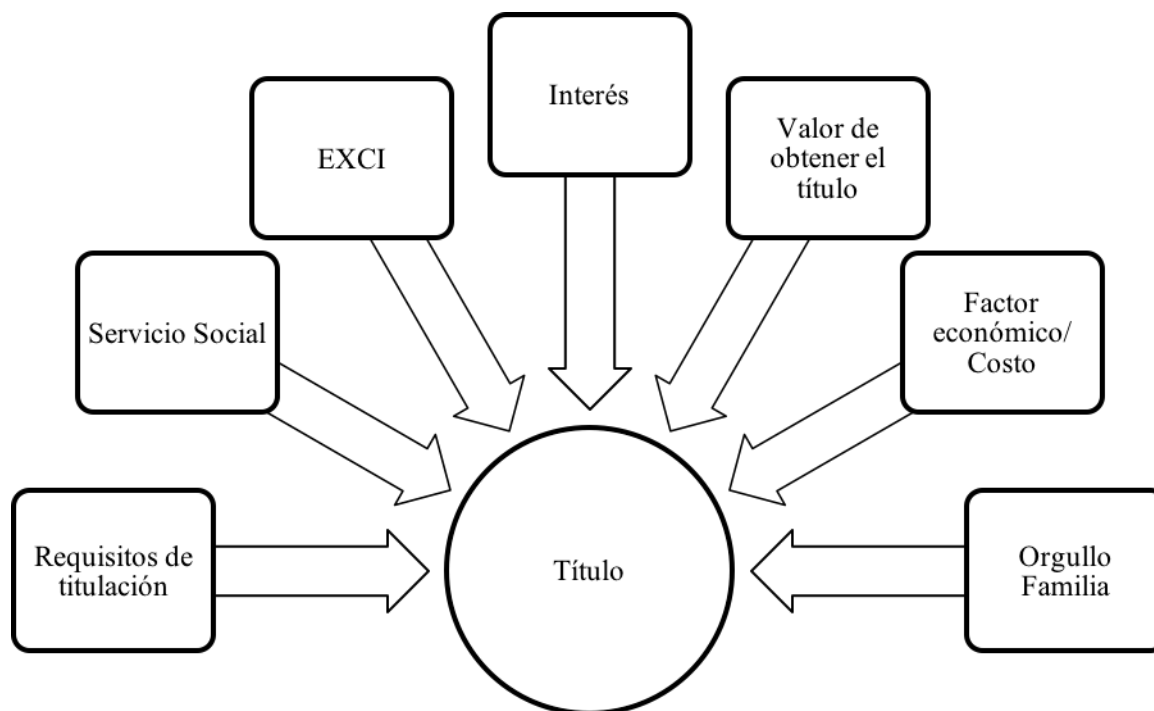 Interés
EXCI
Valor de
obtener el
título
Servicio Social
Factor
económico/
Costo
Requisitos de
titulación
Título
Orgullo
Familia